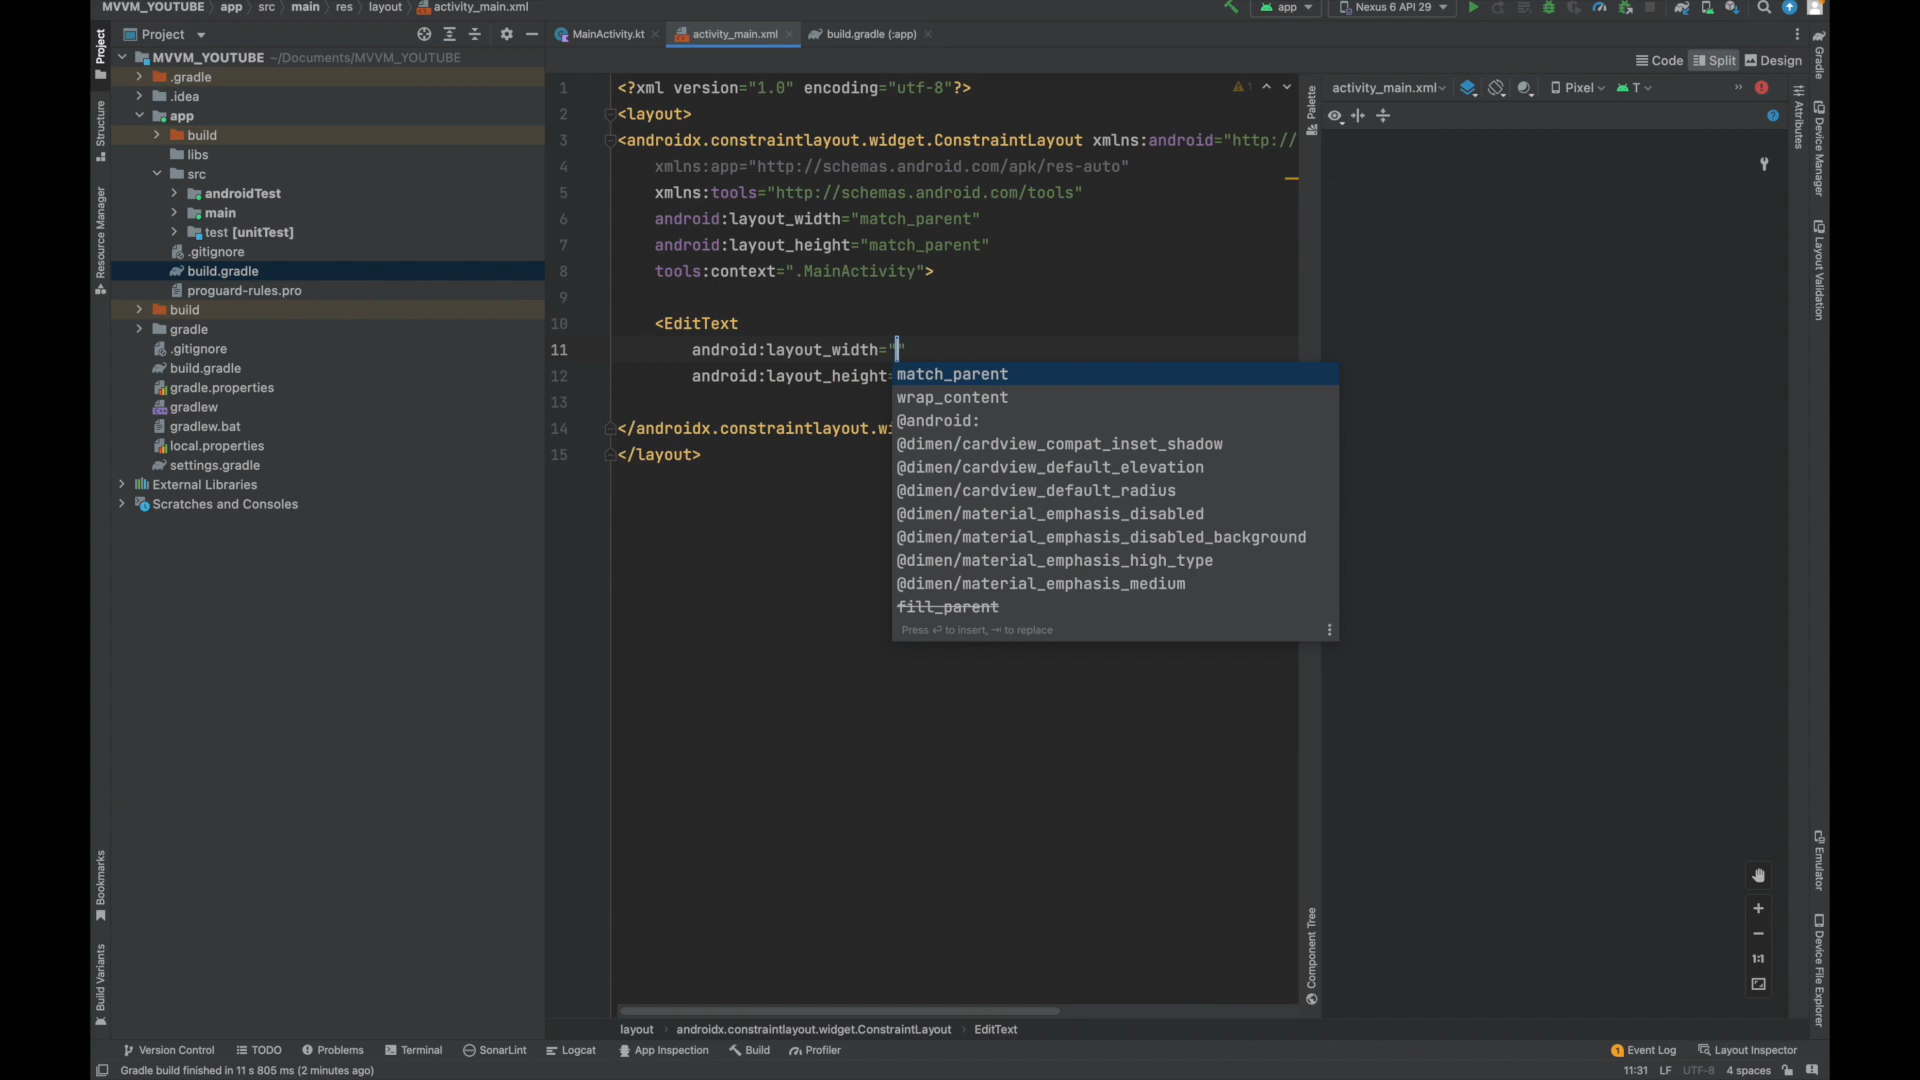 MVVM_YOUTUBE › app › src › main › res › layout › activity_main.xml
app
Nexus 6 API 29
Project
MainActivity.kt
activity_main.xml
build.gradle (:app)
Code
Split
Design
MVVM_YOUTUBE ~/Documents/MVVM_YOUTUBE
.gradle
.idea
app
build
libs
src
androidTest
main
test [unitTest]
.gitignore
build.gradle
proguard-rules.pro
build
gradle
.gitignore
build.gradle
gradle.properties
gradlew
gradlew.bat
local.properties
settings.gradle
External Libraries
Scratches and Consoles
1 <?xml version="1.0" encoding="utf-8"?>
2 <layout>
3 <androidx.constraintlayout.widget.ConstraintLayout xmlns:android="http://
4 xmlns:app="http://schemas.android.com/apk/res-auto"
5 xmlns:tools="http://schemas.android.com/tools"
6 android:layout_width="match_parent"
7 android:layout_height="match_parent"
8 tools:context=".MainActivity">
9
10 <EditText
11 android:layout_width=""
12 android:layout_height=
13
14 </androidx.constraintlayout.wi
15 </layout>
1
match_parent
wrap_content
@android:
@dimen/cardview_compat_inset_shadow
@dimen/cardview_default_elevation
@dimen/cardview_default_radius
@dimen/material_emphasis_disabled
@dimen/material_emphasis_disabled_background
@dimen/material_emphasis_high_type
@dimen/material_emphasis_medium
fill_parent
Press ↵ to insert, ⇥ to replace
activity_main.xml
Pixel
T
Palette
Component Tree
1:1
Project
Structure
Resource Manager
Bookmarks
Build Variants
Gradle
Attributes
Device Manager
Layout Validation
Emulator
Device File Explorer
layout › androidx.constraintlayout.widget.ConstraintLayout › EditText
Version Control
TODO
Problems
Terminal
SonarLint
Logcat
App Inspection
Build
Profiler
1 Event Log
Layout Inspector
Gradle build finished in 11 s 805 ms (2 minutes ago)
11:31 LF UTF-8 4 spaces